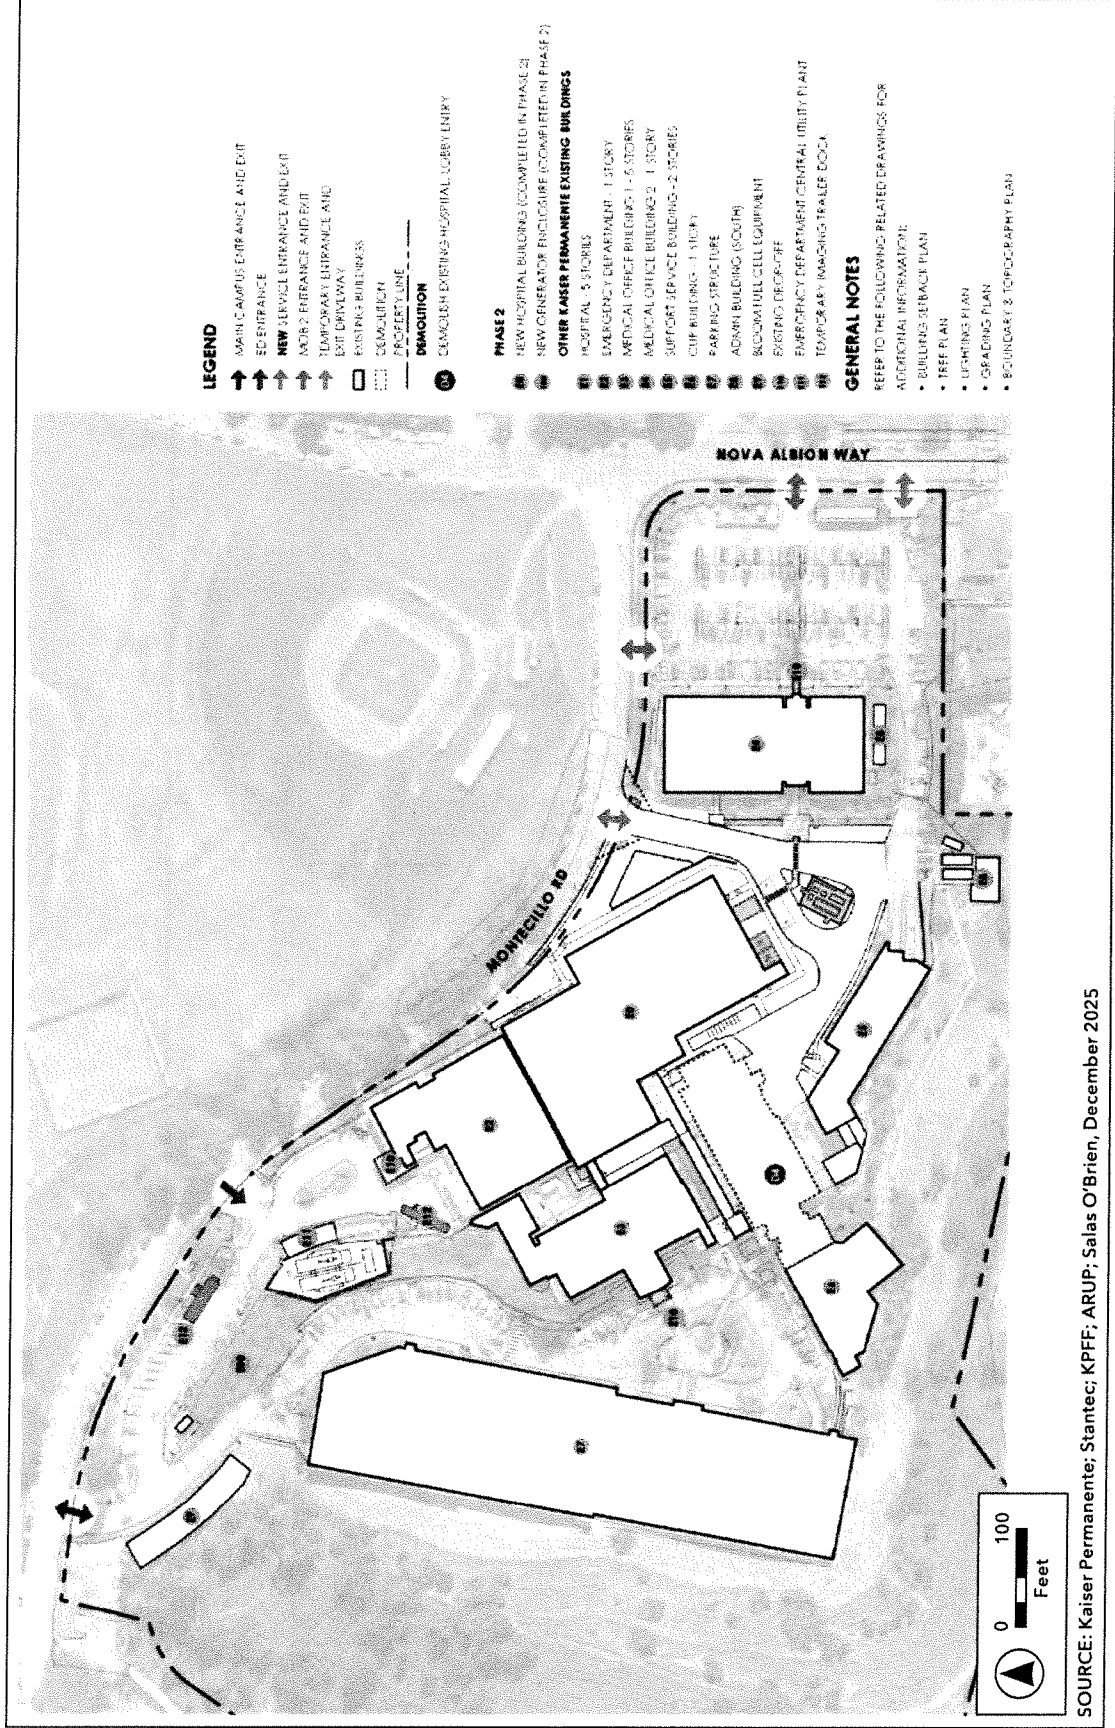 LEGEND
MAIN CAMPUS ENTRANCE AND EXIT
ED ENTRANCE
NEW SERVICE ENTRANCE AND EXIT
MOB 2 ENTRANCE AND EXIT
TEMPORARY ENTRANCE AND
EXIT DRIVEWAY
EXISTING BUILDINGS
DEMOLITION
PROPERTY LINE
DEMOLITION
D4 DEMOLISH EXISTING HOSPITAL LOBBY ENTRY
PHASE 2
NEW HOSPITAL BUILDING (COMPLETED IN PHASE 2)
NEW GENERATOR ENCLOSURE (COMPLETED IN PHASE 2)
OTHER KAISER PERMANENTE EXISTING BUILDINGS
HOSPITAL - 5 STORIES
EMERGENCY DEPARTMENT - 1 STORY
MEDICAL OFFICE BUILDING 1 - 6 STORIES
MEDICAL OFFICE BUILDING 2 - 1 STORY
SUPPORT SERVICE BUILDING - 2 STORIES
CUP BUILDING - 1 STORY
PARKING STRUCTURE
ADMIN BUILDING (SOUTH)
BLOOM FUEL CELL EQUIPMENT
EXISTING DROP-OFF
EMERGENCY DEPARTMENT CENTRAL UTILITY PLANT
TEMPORARY IMAGING TRAILER DOCK
GENERAL NOTES
REFER TO THE FOLLOWING RELATED DRAWINGS FOR
ADDITIONAL INFORMATION:
• BUILDING SETBACK PLAN
• TREE PLAN
• LIGHTING PLAN
• GRADING PLAN
• BOUNDARY & TOPOGRAPHY PLAN
NOVA ALBION WAY
MONTECILLO RD
D4
0 100
Feet
SOURCE: Kaiser Permanente; Stantec; KPFF; ARUP; Salas O'Brien, December 2025